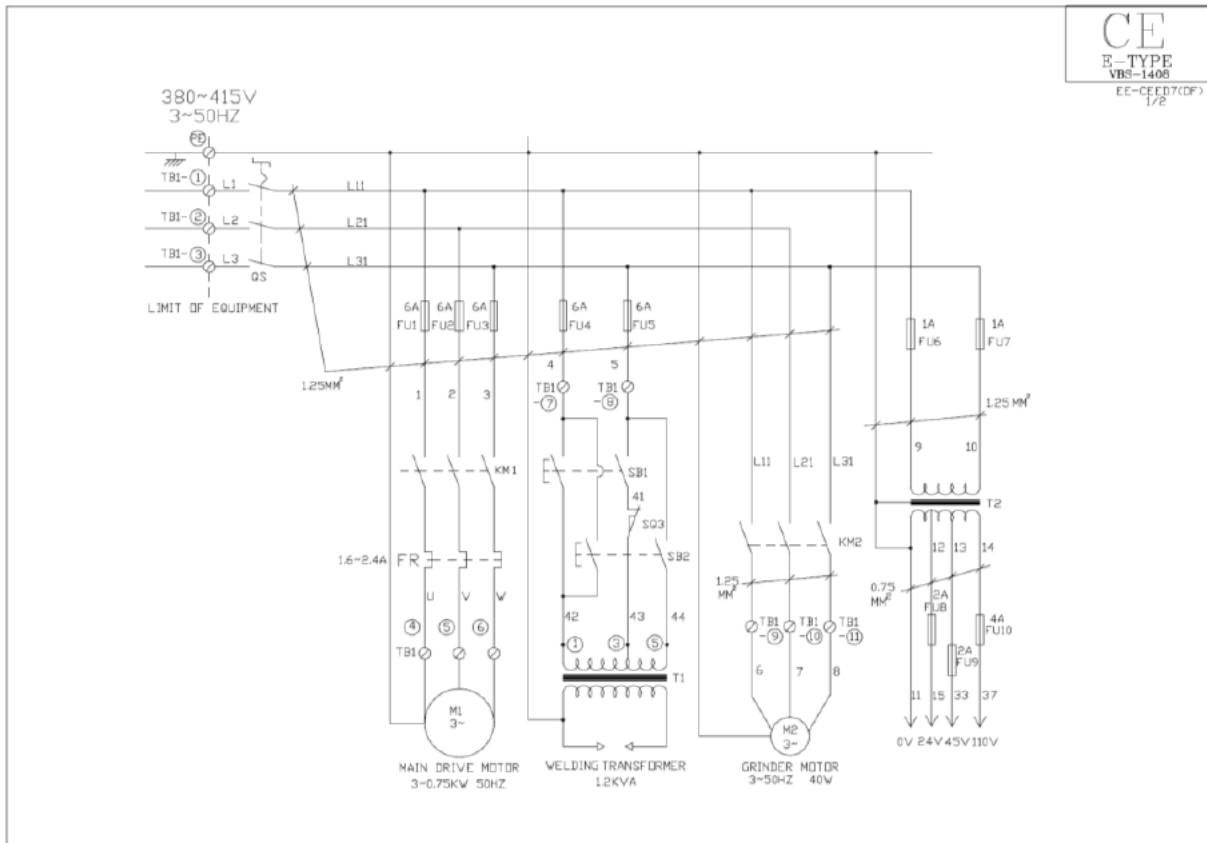 CE
E-TYPE
VBS-1408
EE-CEED7(DF)
1/2
380~415V
3~50HZ
PE
TB1-① L1 L11
TB1-② L2 L21
TB1-③ L3 L31
QS
LIMIT OF EQUIPMENT
6A FU1
6A FU2
6A FU3
6A FU4
6A FU5
1A FU6
1A FU7
1.25MM²
1 2 3
4 5
TB1-⑦
TB1-⑧
1.25 MM²
9 10
KM1
SB1
41
SQ3
SB2
L11 L21 L31
KM2
T2
12 13 14
1.6~2.4A FR
U V W
④ ⑤ ⑥
TB1
42 43 44
① ③ ⑤
T1
1.25 MM²
TB1-⑨
TB1-⑩
TB1-⑪
6 7 8
0.75 MM²
2A FU8
2A FU9
4A FU10
11 15 33 37
0V 24V 45V 110V
M1
3~
M2
3~
MAIN DRIVE MOTOR
3~0.75KW 50HZ
WELDING TRANSFORMER
1.2KVA
GRINDER MOTOR
3~50HZ 40W